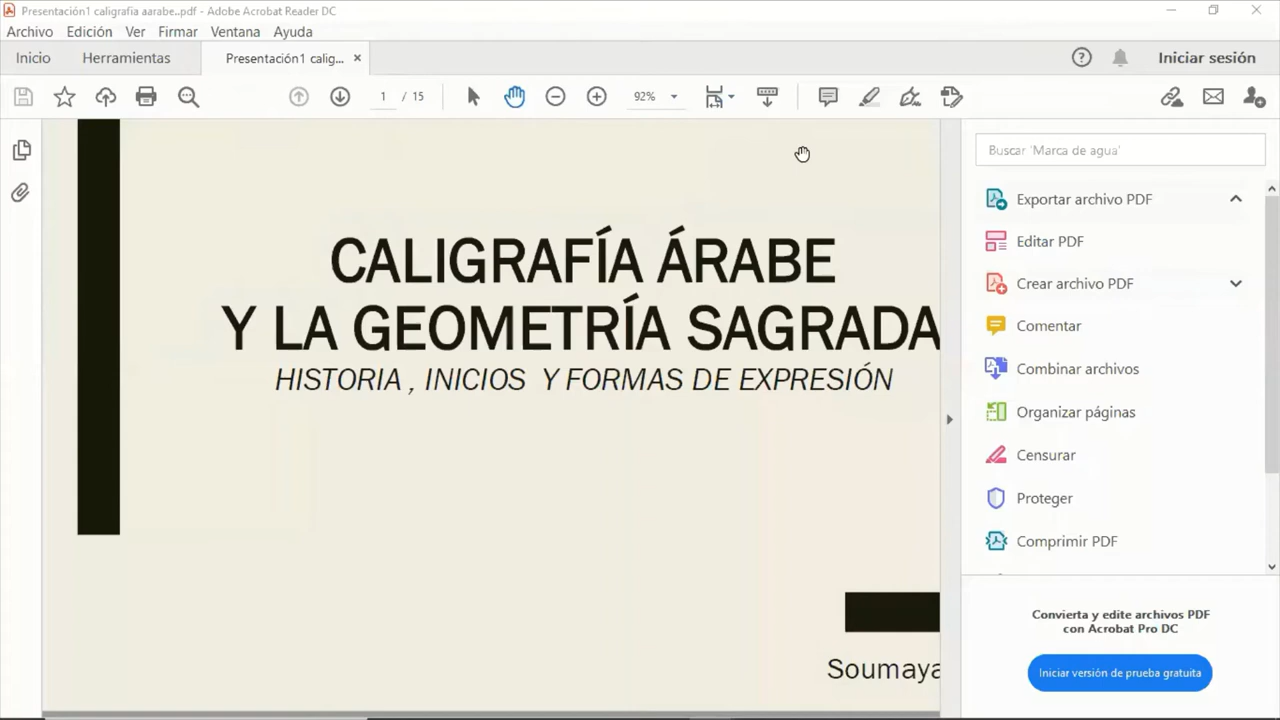 Presentación1 caligrafia aarabe..pdf - Adobe Acrobat Reader DC
Archivo Edición Ver Firmar Ventana Ayuda
Inicio Herramientas Presentación1 calig... × Iniciar sesión
1 / 15 92%
Buscar 'Marca de agua'
Exportar archivo PDF
Editar PDF
Crear archivo PDF
Comentar
Combinar archivos
Organizar páginas
Censurar
Proteger
Comprimir PDF
Convierta y edite archivos PDF
con Acrobat Pro DC
Iniciar versión de prueba gratuita
CALIGRAFÍA ÁRABE
Y LA GEOMETRÍA SAGRADA
HISTORIA , INICIOS Y FORMAS DE EXPRESIÓN
Soumaya